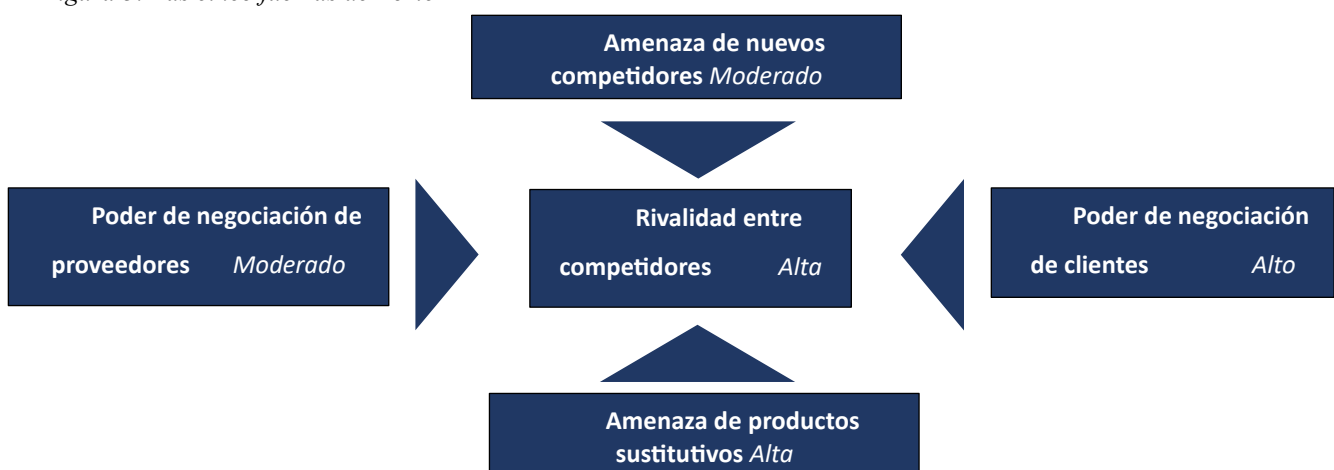 Amenaza de nuevos
competidores Moderado
Poder de negociación de
proveedores Moderado
Rivalidad entre
competidores Alta
Poder de negociación
de clientes Alto
Amenaza de productos
sustitutivos Alta